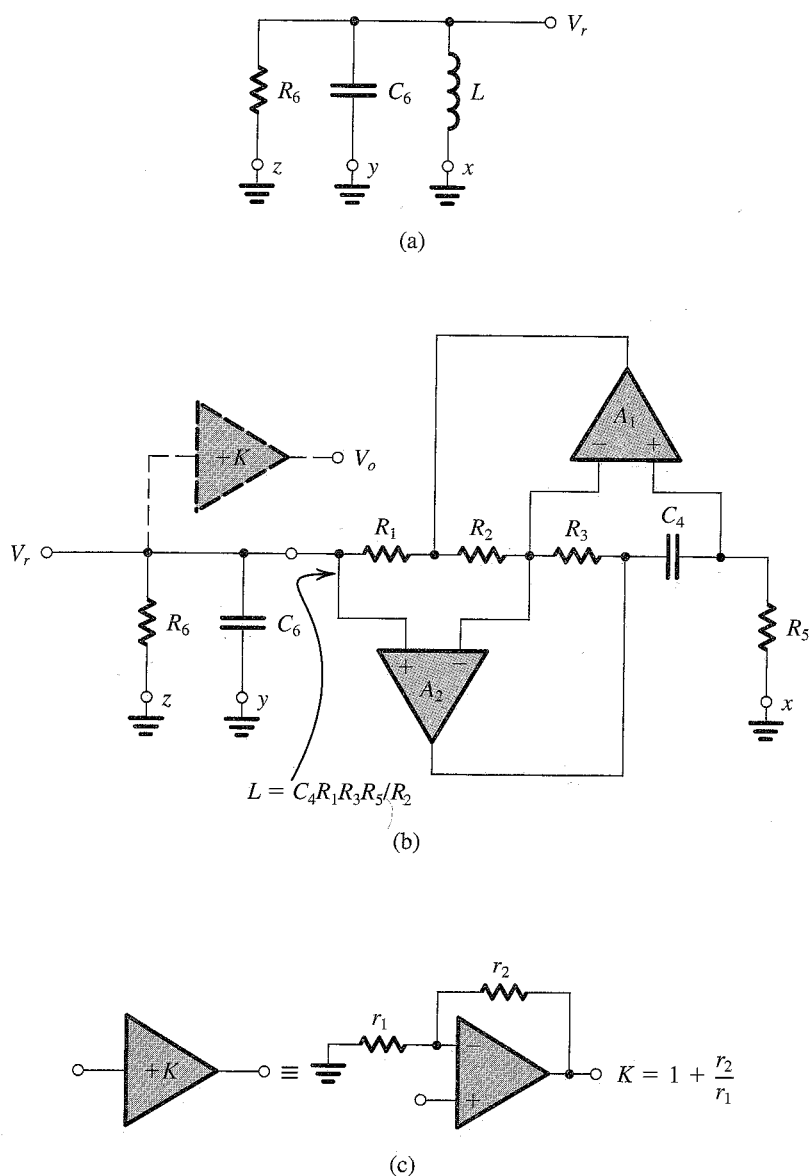 V_r
R_6
C_6
L
z
y
x
(a)
A_1
−
+
+K
V_o
R_1
R_2
R_3
C_4
V_r
R_6
C_6
R_5
+
−
A_2
z
y
x
L = C_4R_1R_3R_5/R_2
(b)
r_2
r_1
+K
≡
−
+
K = 1 + r_2/r_1
(c)